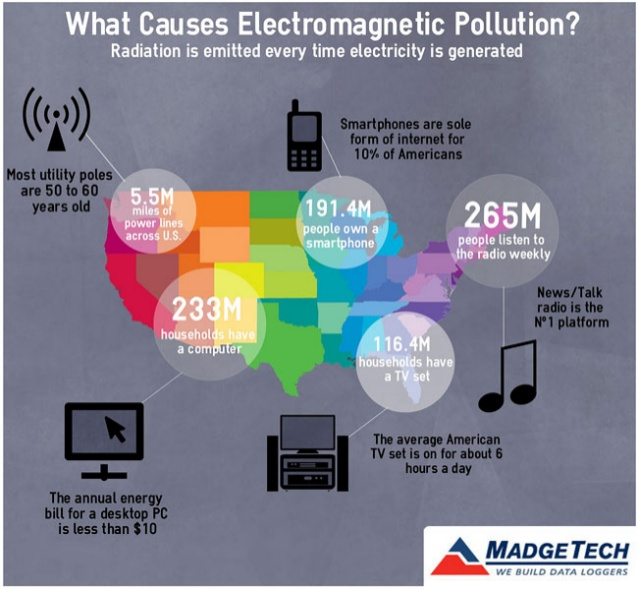 What Causes Electromagnetic Pollution?
Radiation is emitted every time electricity is generated
Most utility poles
are 50 to 60
years old
5.5M
miles of
power lines
across U.S.
Smartphones are sole
form of internet for
10% of Americans
191.4M
people own a
smartphone
265M
people listen to
the radio weekly
News/Talk
radio is the
Nº1 platform
233M
households have
a computer
116.4M
households have
a TV set
The average American
TV set is on for about 6
hours a day
The annual energy
bill for a desktop PC
is less than $10
MADGETECH
WE BUILD DATA LOGGERS